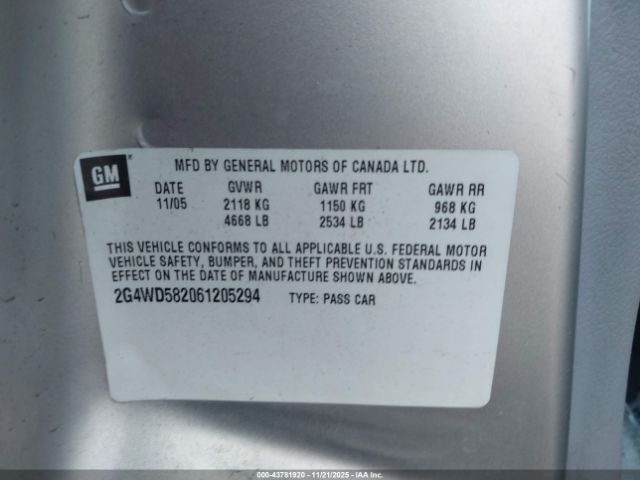 GM
MFD BY GENERAL MOTORS OF CANADA LTD.
DATE GVWR GAWR FRT GAWR RR
11/05 2118 KG 1150 KG 968 KG
4668 LB 2534 LB 2134 LB
THIS VEHICLE CONFORMS TO ALL APPLICABLE U.S. FEDERAL MOTOR
VEHICLE SAFETY, BUMPER, AND THEFT PREVENTION STANDARDS IN
EFFECT ON THE DATE OF MANUFACTURE SHOWN ABOVE.
2G4WD582061205294 TYPE: PASS CAR
000-43781920 - 11/21/2025 - IAAI.COM